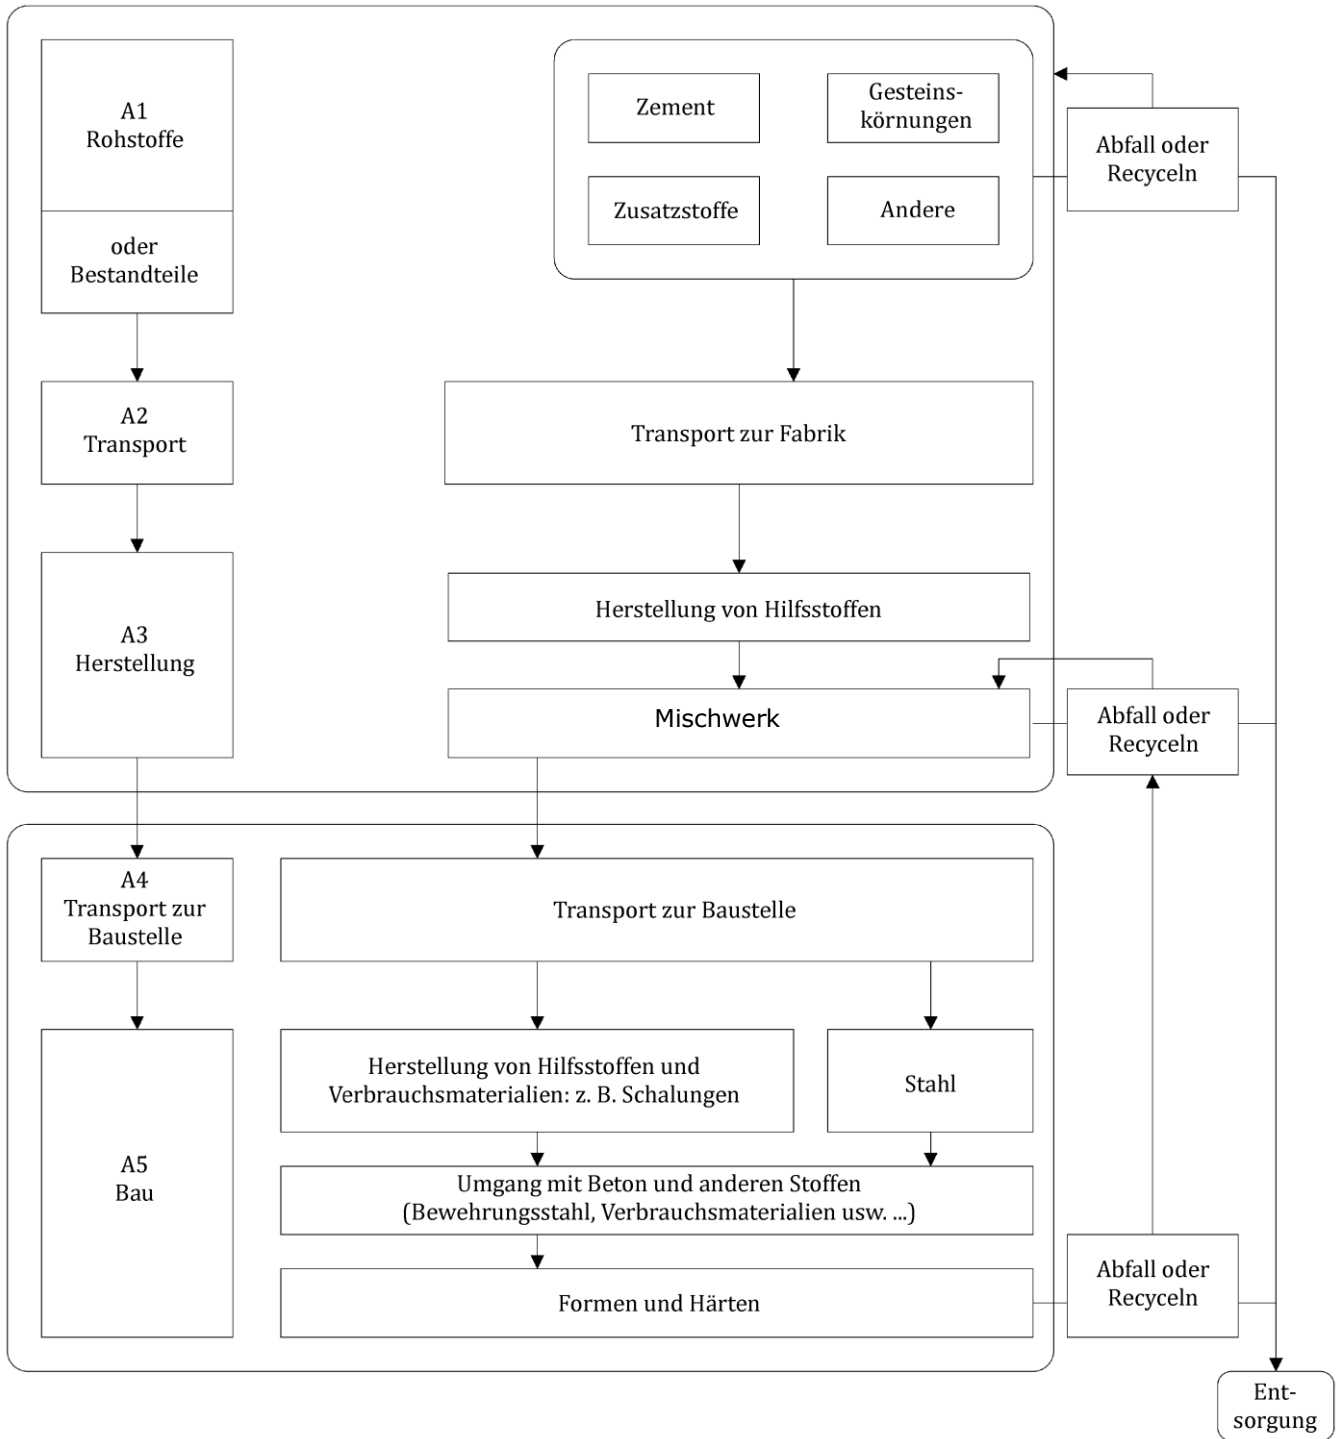 A1
Rohstoffe
oder
Bestandteile
Zement
Gesteins-
körnungen
Zusatzstoffe
Andere
Abfall oder
Recyceln
A2
Transport
Transport zur Fabrik
A3
Herstellung
Herstellung von Hilfsstoffen
Mischwerk
Abfall oder
Recyceln
A4
Transport zur
Baustelle
Transport zur Baustelle
A5
Bau
Herstellung von Hilfsstoffen und
Verbrauchsmaterialien: z. B. Schalungen
Stahl
Umgang mit Beton und anderen Stoffen
(Bewehrungsstahl, Verbrauchsmaterialien usw. ...)
Formen und Härten
Abfall oder
Recyceln
Ent-
sorgung